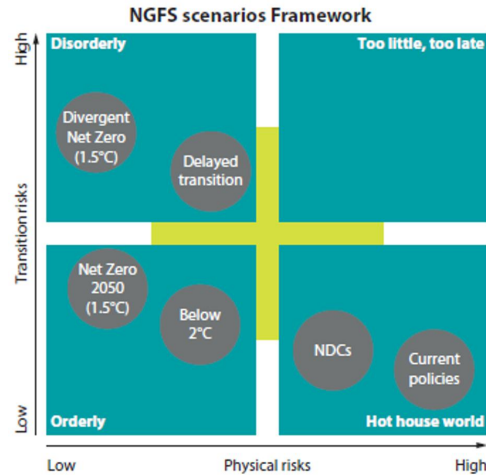 NGFS scenarios Framework
High
Transition risks
Low
Disorderly
Too little, too late
Divergent
Net Zero
(1.5°C)
Delayed
transition
Net Zero
2050
(1.5°C)
Below
2°C
NDCs
Current
policies
Orderly
Hot house world
Low
Physical risks
High